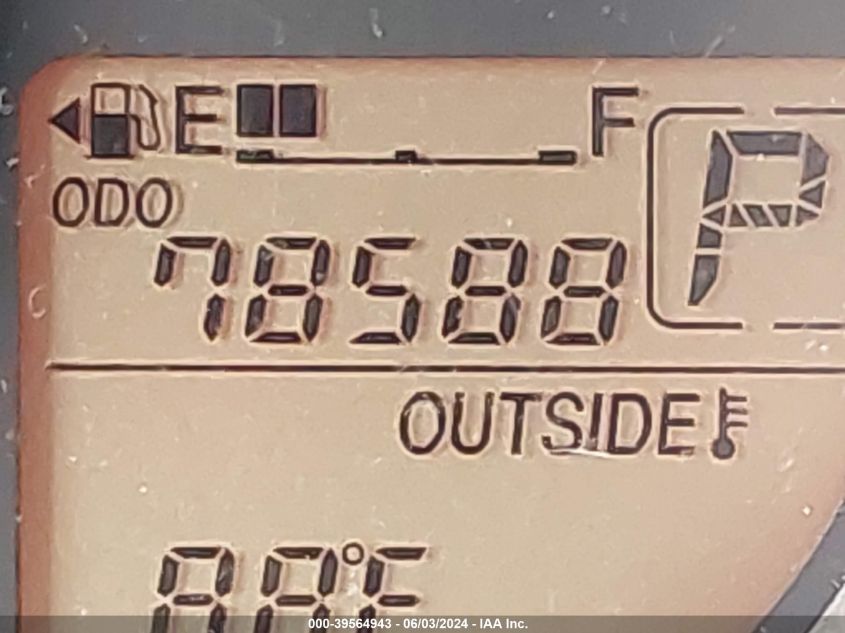 E F
P
ODO
78588
OUTSIDE
°F
000-39564943 - 06/03/2024 - IAA Inc.